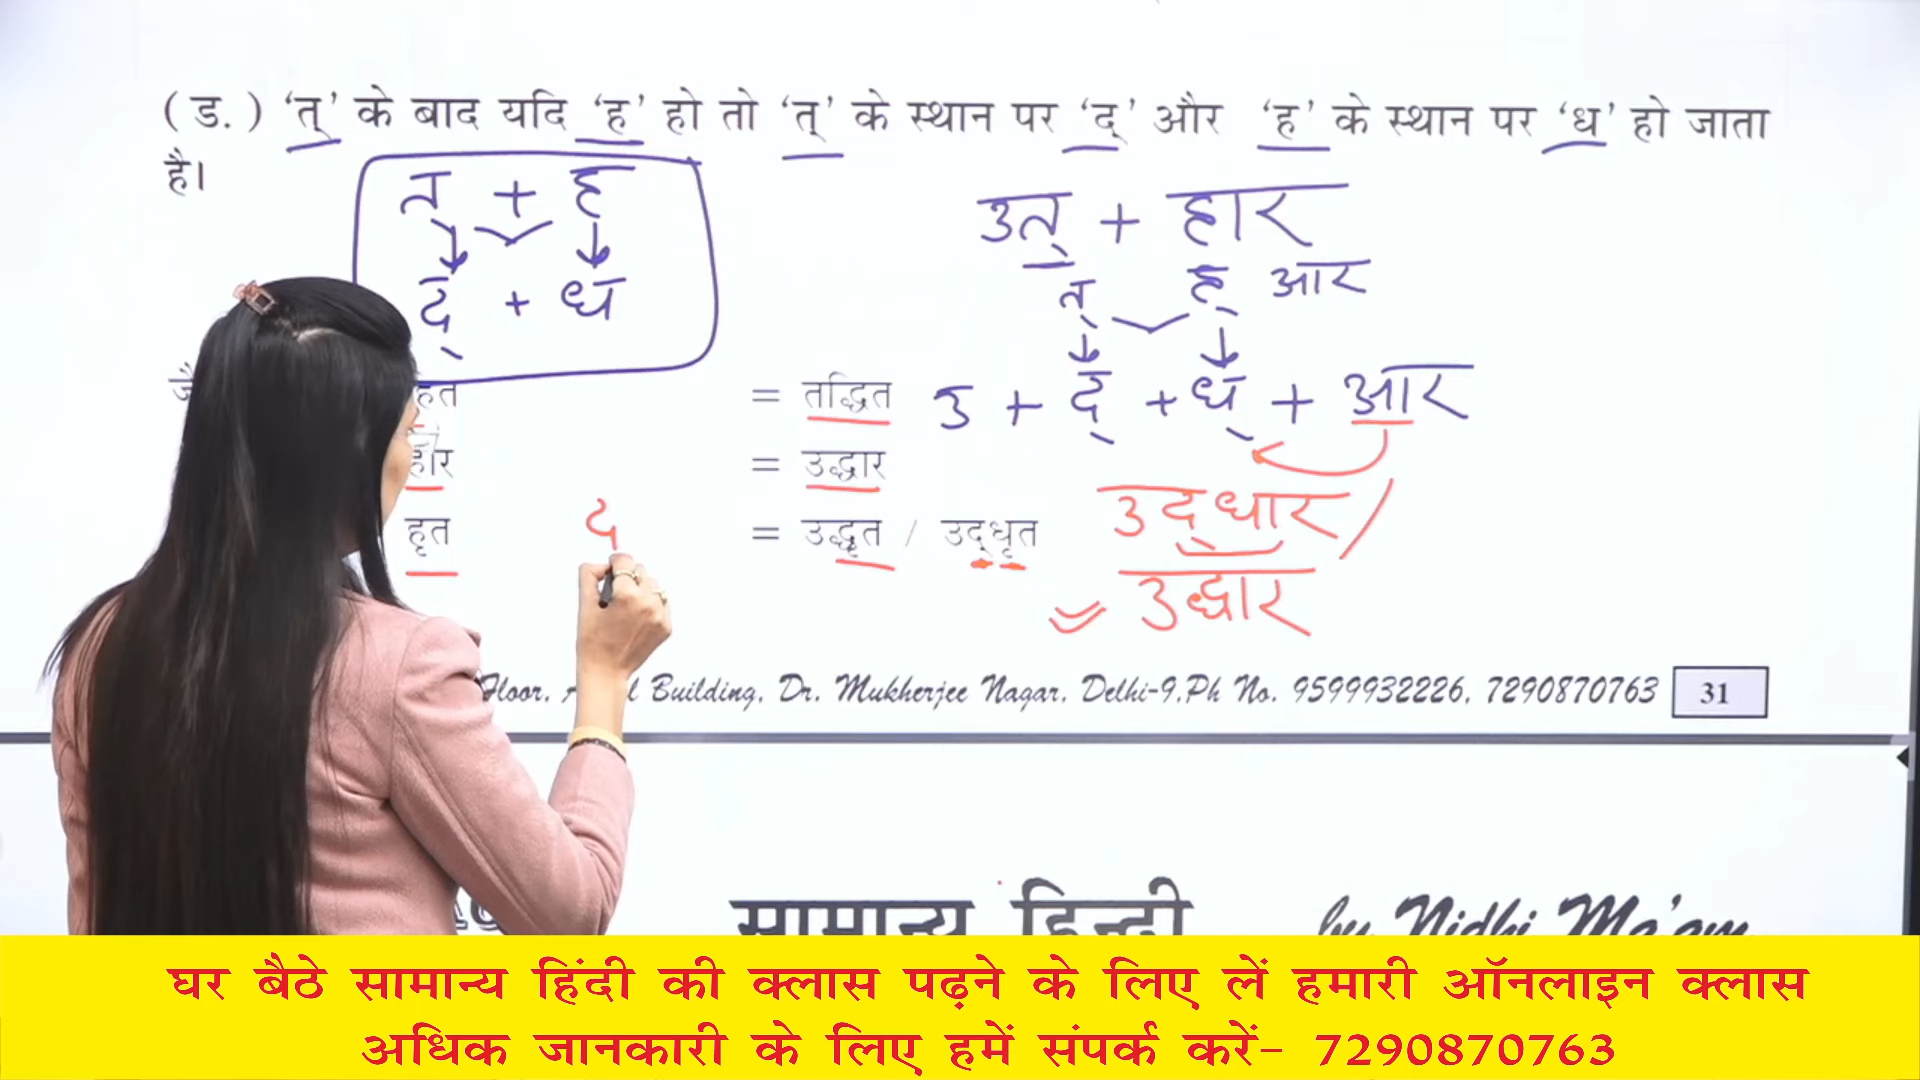 ( ड. ) ‘त्’ के बाद यदि ‘ह’ हो तो ‘त्’ के स्थान पर ‘द्’ और ‘ह’ के स्थान पर ‘ध’ हो जाता
है।
त् + ह
द् + ध
उत् + हार
त् ह् आर
उ + द् + ध् + आर
हित = तद्धित
हार = उद्धार
हृत = उद्धृत / उद्धृत
उद्धार /
उद्धार
द
Floor, Building, Dr. Mukherjee Nagar, Delhi-9.Ph No. 9599932226, 7290870763 31
सामान्य हिन्दी by Nidhi Ma'am
घर बैठे सामान्य हिंदी की क्लास पढ़ने के लिए लें हमारी ऑनलाइन क्लास
अधिक जानकारी के लिए हमें संपर्क करें- 7290870763